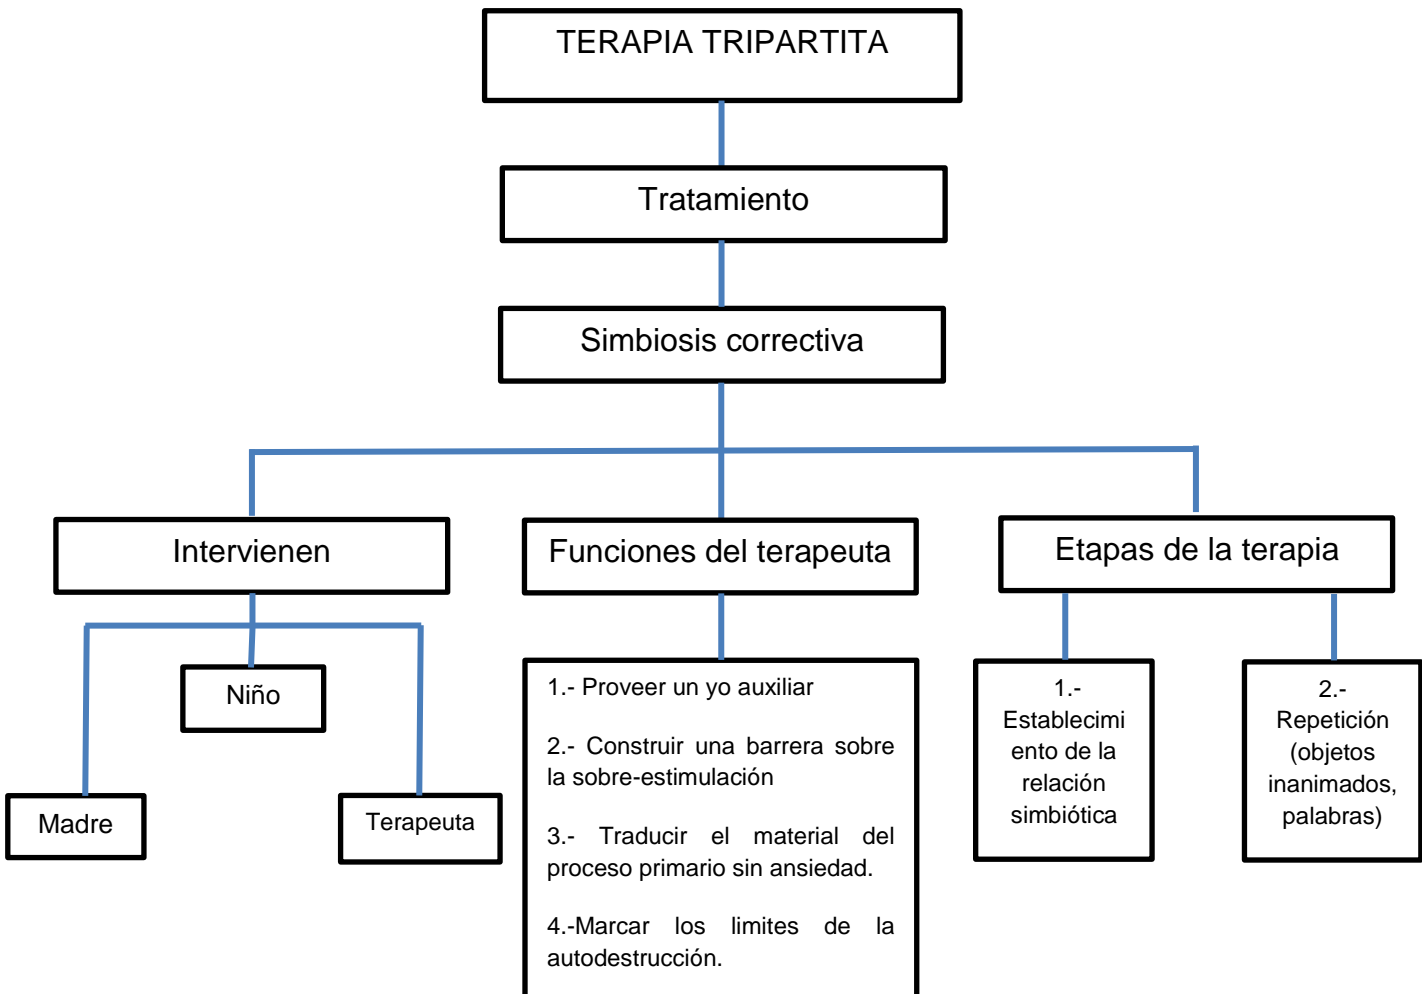 TERAPIA TRIPARTITA
Tratamiento
Simbiosis correctiva
Intervienen
Funciones del terapeuta
Etapas de la terapia
Niño
Madre
Terapeuta
1.- Proveer un yo auxiliar
2.- Construir una barrera sobre
la sobre-estimulación
3.- Traducir el material del
proceso primario sin ansiedad.
4.-Marcar los limites de la
autodestrucción.
1.-
Establecimi
ento de la
relación
simbiótica
2.-
Repetición
(objetos
inanimados,
palabras)